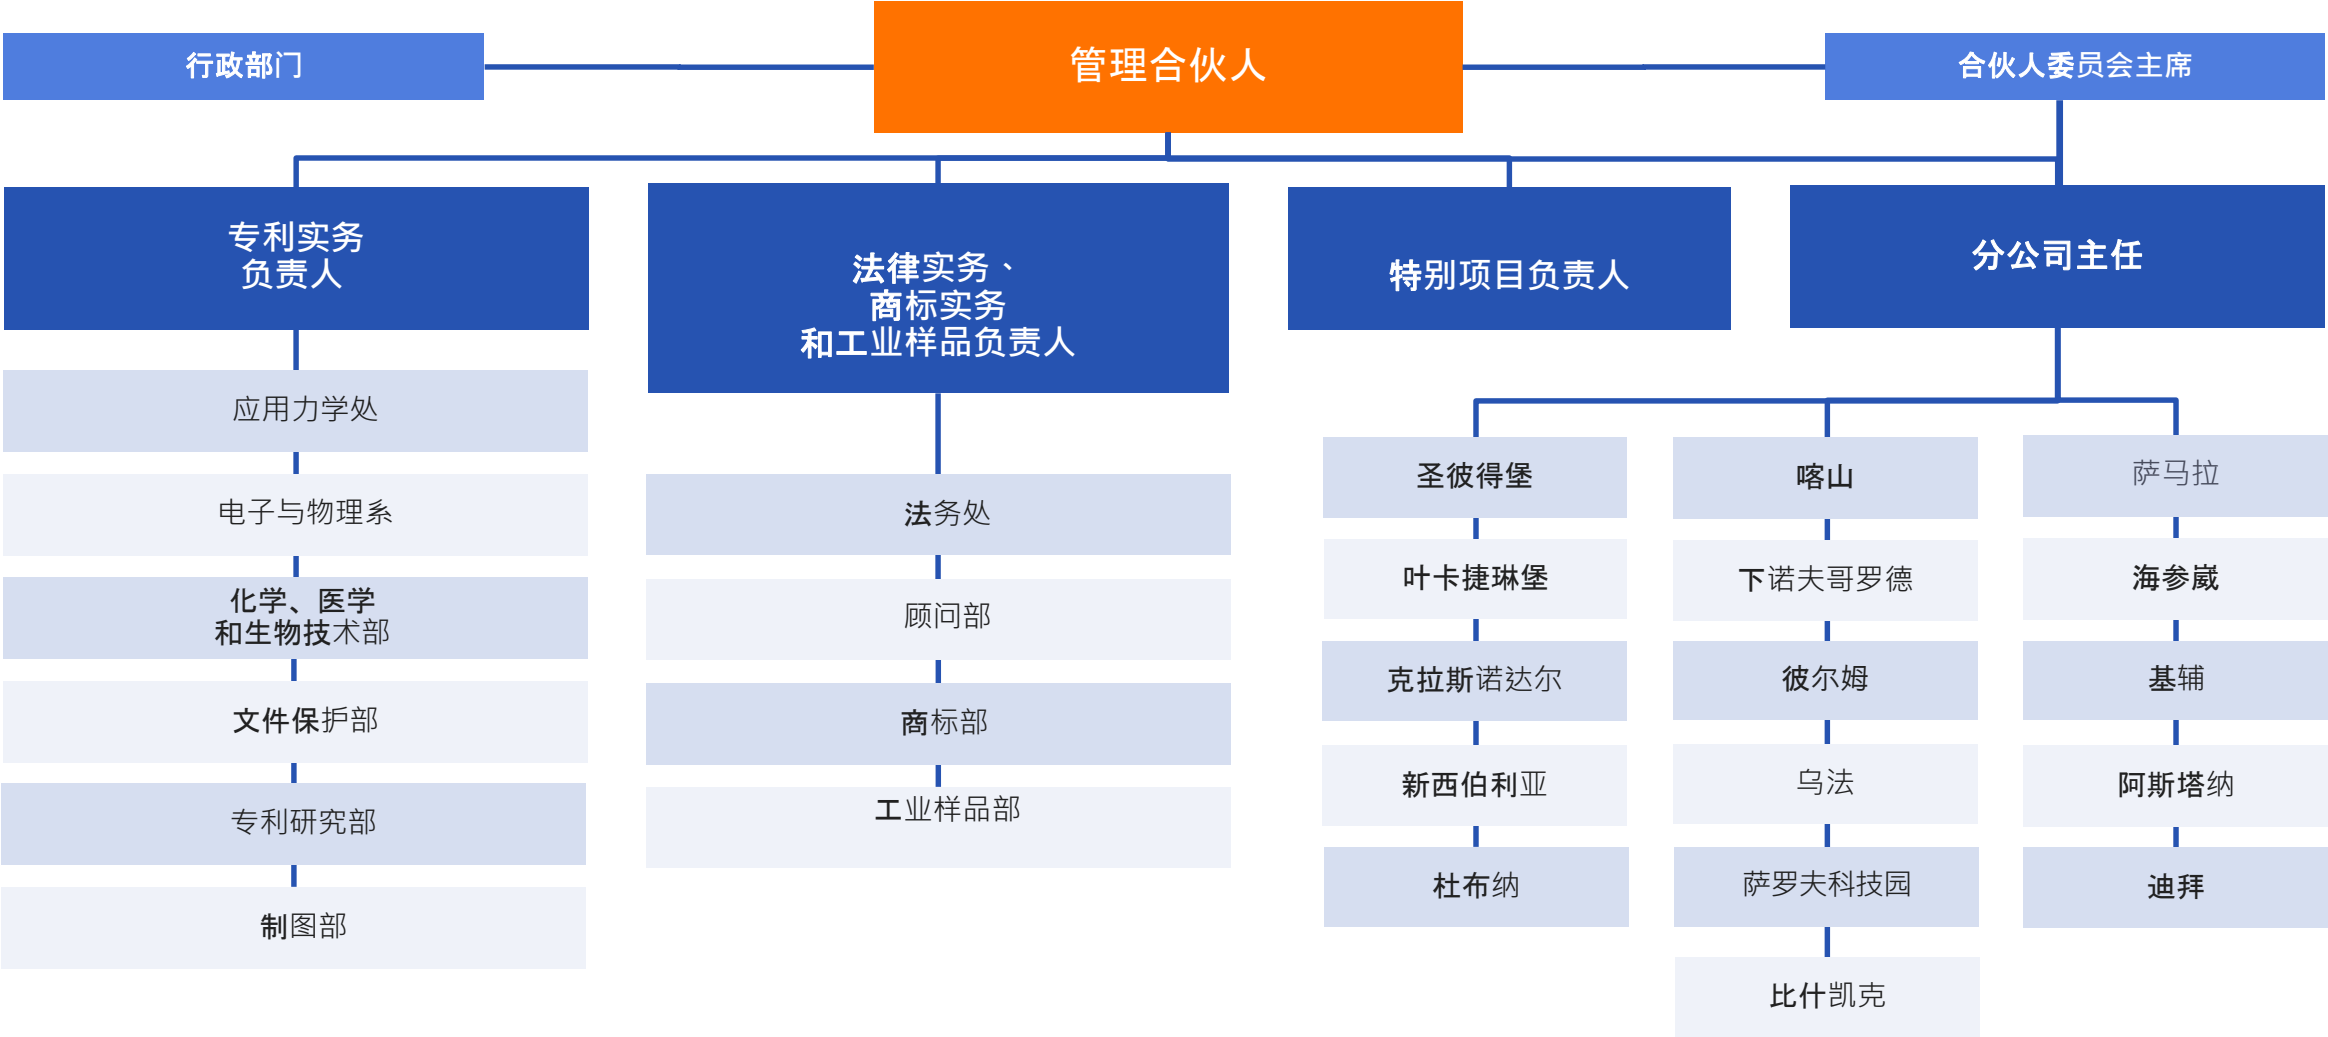 行政部门
管理合伙人
合伙人委员会主席
专利实务
负责人
法律实务、
商标实务
和工业样品负责人
特别项目负责人
分公司主任
应用力学处
电子与物理系
化学、医学
和生物技术部
文件保护部
专利研究部
制图部
法务处
顾问部
商标部
工业样品部
圣彼得堡
叶卡捷琳堡
克拉斯诺达尔
新西伯利亚
杜布纳
喀山
下诺夫哥罗德
彼尔姆
乌法
萨罗夫科技园
比什凯克
萨马拉
海参崴
基辅
阿斯塔纳
迪拜